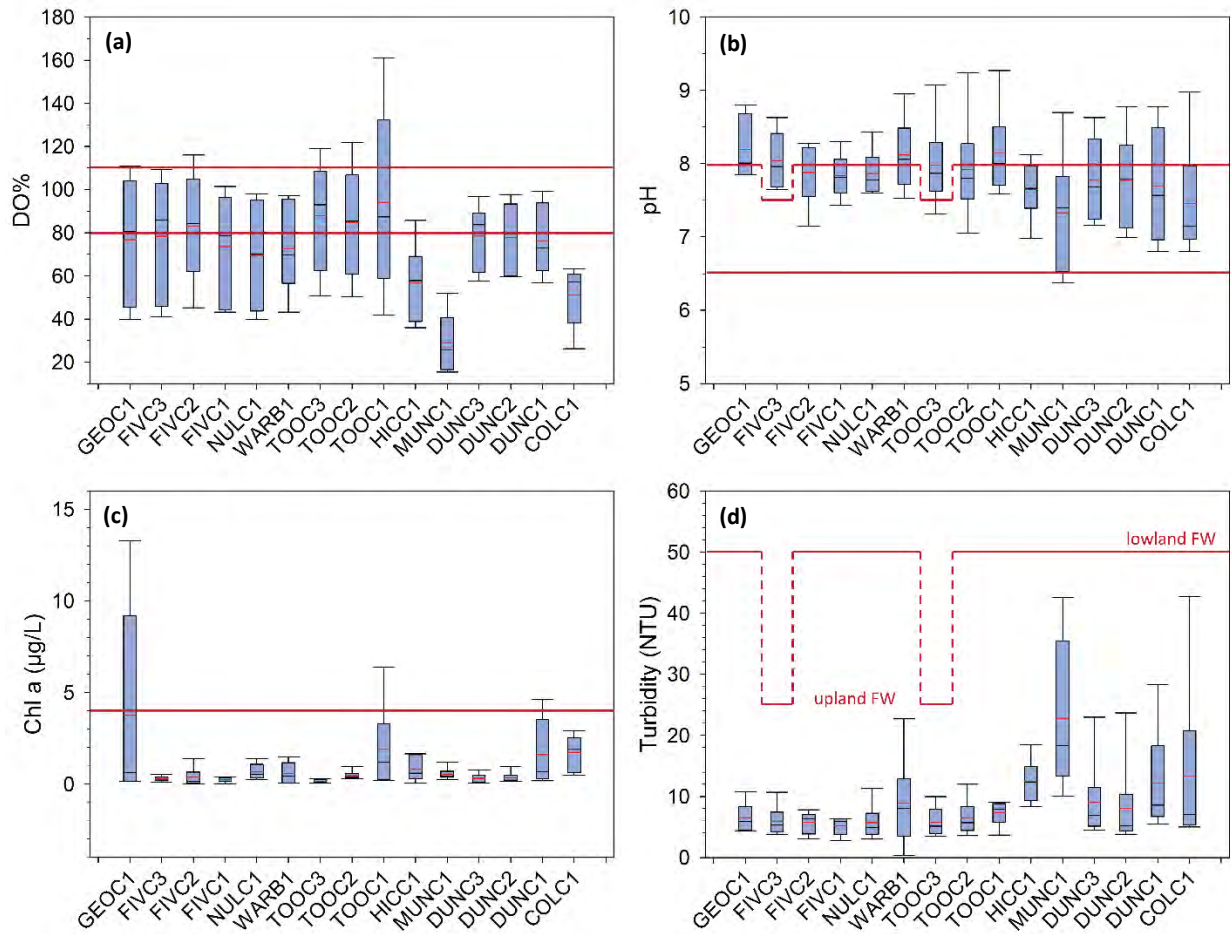 (a)
DO%
180
160
140
120
100
80
60
40
20
GEOC1
FIVC3
FIVC2
FIVC1
NULC1
WARB1
TOOC3
TOOC2
TOOC1
HICC1
MUNC1
DUNC3
DUNC2
DUNC1
COLC1
(b)
pH
10
9
8
7
6
5
GEOC1
FIVC3
FIVC2
FIVC1
NULC1
WARB1
TOOC3
TOOC2
TOOC1
HICC1
MUNC1
DUNC3
DUNC2
DUNC1
COLC1
(c)
Chl a (µg/L)
15
10
5
0
GEOC1
FIVC3
FIVC2
FIVC1
NULC1
WARB1
TOOC3
TOOC2
TOOC1
HICC1
MUNC1
DUNC3
DUNC2
DUNC1
COLC1
(d)
Turbidity (NTU)
60
50
40
30
20
10
0
lowland FW
upland FW
GEOC1
FIVC3
FIVC2
FIVC1
NULC1
WARB1
TOOC3
TOOC2
TOOC1
HICC1
MUNC1
DUNC3
DUNC2
DUNC1
COLC1